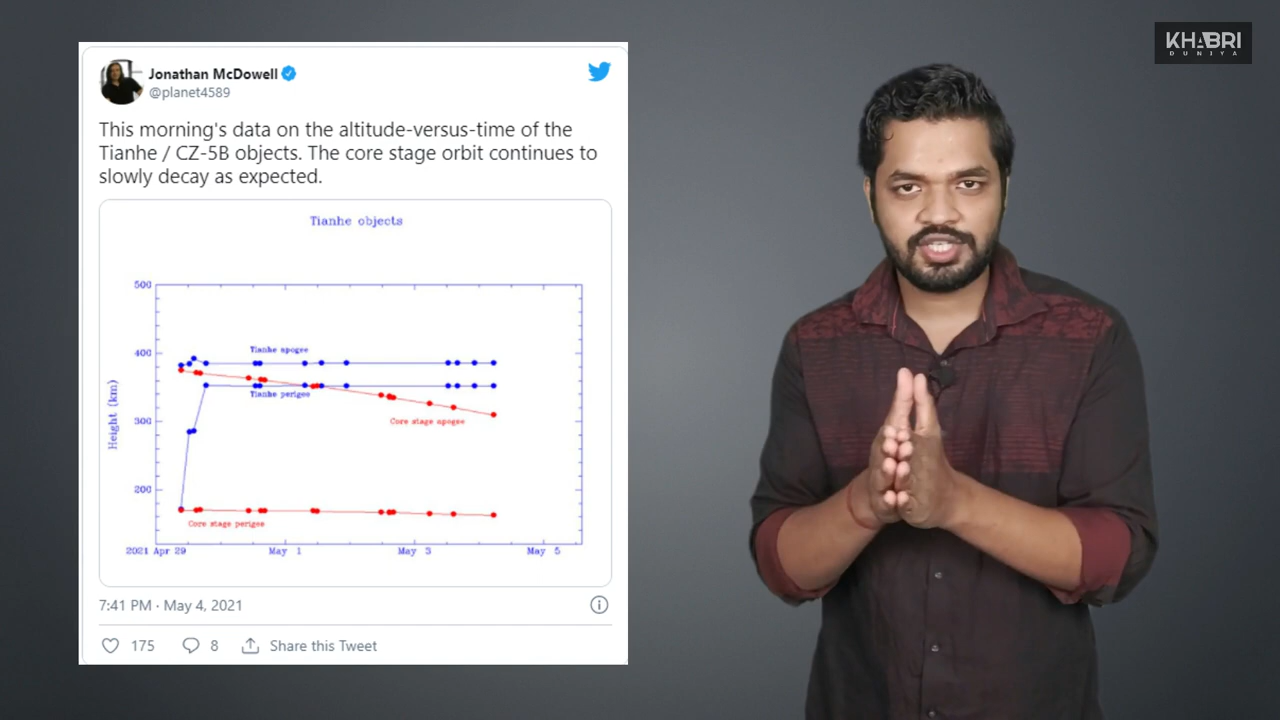 KHABRI
DUNIYA
Jonathan McDowell
@planet4589
This morning's data on the altitude-versus-time of the
Tianhe / CZ-5B objects. The core stage orbit continues to
slowly decay as expected.
Tianhe objects
500
400
300
200
Height (km)
Tianhe apogee
Tianhe perigee
Core stage apogee
Core stage perigee
2021 Apr 29 May 1 May 3 May 5
7:41 PM · May 4, 2021
175 8 Share this Tweet